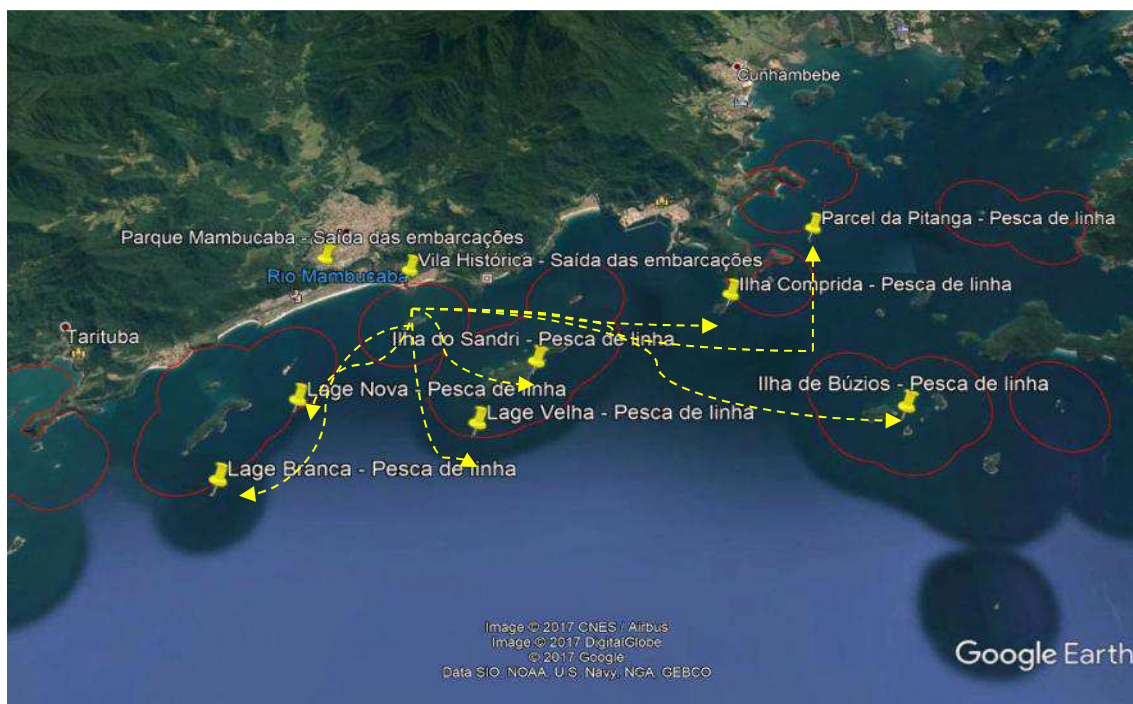 Cunhambebe
Parcel da Pitanga - Pesca de linha
Parque Mambucaba - Saída das embarcações
Vila Histórica - Saída das embarcações
Rio Mambucaba
Ilha Comprida - Pesca de linha
Tarituba
Ilha do Sandri - Pesca de linha
Ilha de Búzios - Pesca de linha
Lage Nova - Pesca de linha
Lage Velha - Pesca de linha
Lage Branca - Pesca de linha
Image © 2017 CNES / Airbus
Image © 2017 DigitalGlobe
© 2017 Google
Data SIO, NOAA, U.S. Navy, NGA, GEBCO
Google Earth